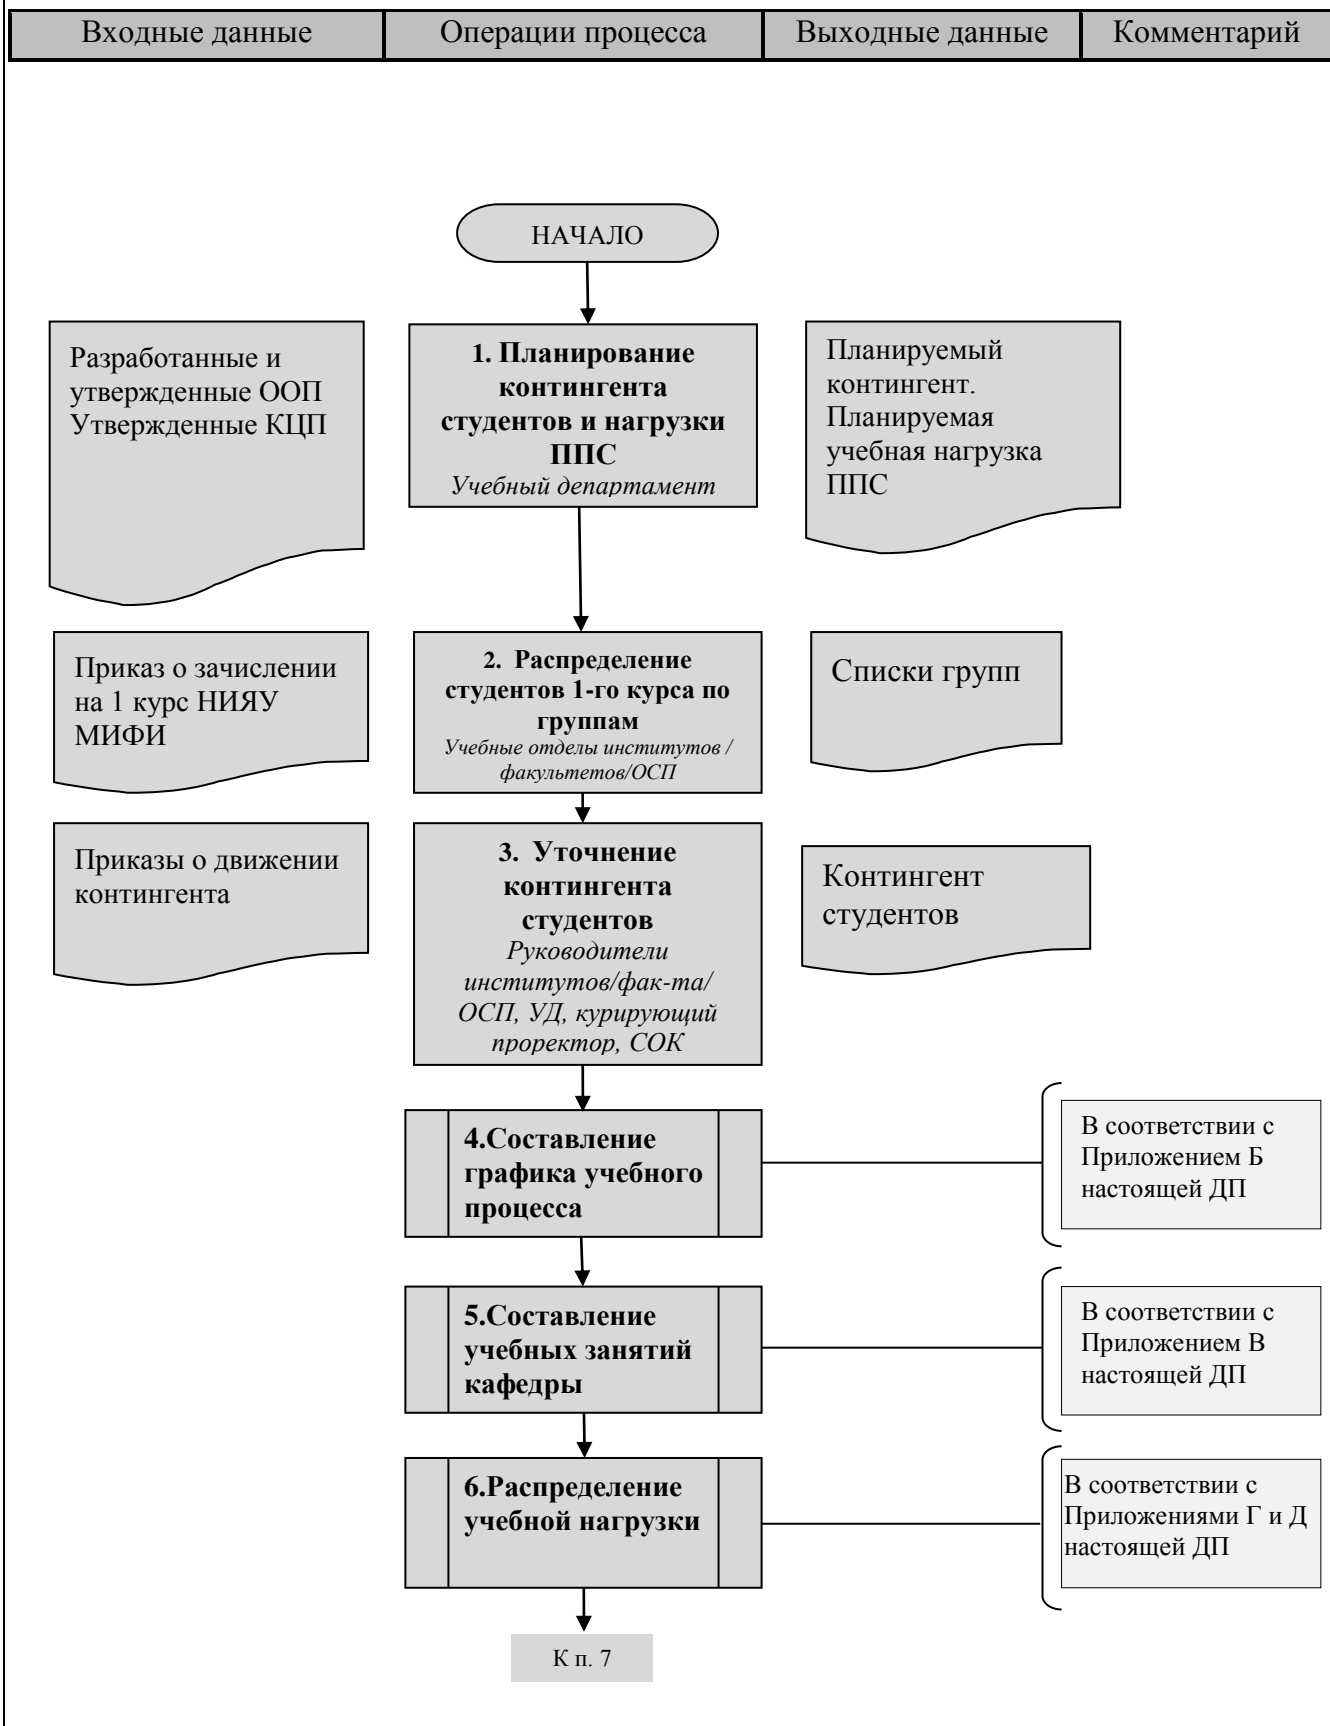 Входные данные
Операции процесса
Выходные данные
Комментарий
НАЧАЛО
Разработанные и
утвержденные ООП
Утвержденные КЦП
1. Планирование
контингента
студентов и нагрузки
ППС
Учебный департамент
Планируемый
контингент.
Планируемая
учебная нагрузка
ППС
Приказ о зачислении
на 1 курс НИЯУ
МИФИ
2. Распределение
студентов 1-го курса по
группам
Учебные отделы институтов /
факультетов/ОСП
Списки групп
Приказы о движении
контингента
3. Уточнение
контингента
студентов
Руководители
институтов/фак-та/
ОСП, УД, курирующий
проректор, СОК
Контингент
студентов
4.Составление
графика учебного
процесса
В соответствии с
Приложением Б
настоящей ДП
5.Составление
учебных занятий
кафедры
В соответствии с
Приложением В
настоящей ДП
6.Распределение
учебной нагрузки
В соответствии с
Приложениями Г и Д
настоящей ДП
К п. 7